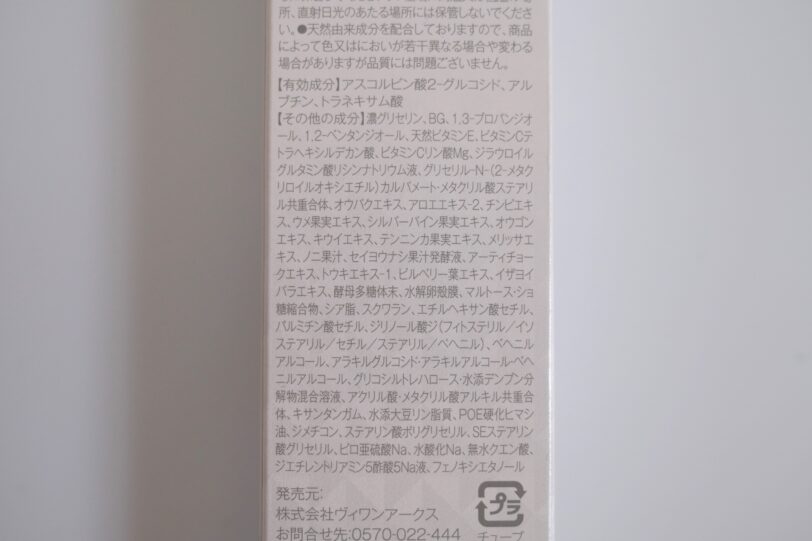 所、直射日光のあたる場所には保管しないでくださ
い。●天然由来成分を配合しておりますので、商品
によって色又はにおいが若干異なる場合や変わる
場合がありますが品質には問題ございません。
【有効成分】アスコルビン酸2-グルコシド、アル
ブチン、トラネキサム酸
【その他の成分】濃グリセリン、BG、1,3-プロパンジオ
ール、1,2-ペンタンジオール、天然ビタミンE、ビタミンCテ
トラヘキシルデカン酸、ビタミンCリン酸Mg、ジラウロイル
グルタミン酸リシンナトリウム液、グリセリル-N-(2-メタク
リロイルオキシエチル)カルバメート・メタクリル酸ステアリ
ル共重合体、オウバクエキス、アロエエキス-2、チンピエキ
ス、ウメ果実エキス、シルバーバイン果実エキス、オウゴン
エキス、キウイエキス、テンニンカ果実エキス、メリッサエ
キス、ノニ果汁、セイヨウナシ果汁発酵液、アーティチョー
クエキス、トウキエキス-1、ビルベリー葉エキス、イザヨイ
バラエキス、酵母多糖体末、水解卵殻膜、マルトース・ショ
糖縮合物、シア脂、スクワラン、エチルヘキサン酸セチル、
パルミチン酸セチル、ジリノール酸ジ(フィトステリル/イソ
ステアリル/セチル/ステアリル/ベヘニル)、ベヘニル
アルコール、アラキルグルコシド・アラキルアルコール・ベヘ
ニルアルコール、グリコシルトレハロース・水添デンプン分
解物混合溶液、アクリル酸・メタクリル酸アルキル共重合
体、キサンタンガム、水添大豆リン脂質、POE硬化ヒマシ
油、ジメチコン、ステアリン酸ポリグリセリル、SEステアリン
酸グリセリル、ピロ亜硫酸Na、水酸化Na、無水クエン酸、
ジエチレントリアミン5酢酸5Na液、フェノキシエタノール
発売元:
株式会社ヴィワンアークス
お問合せ先:0570-022-444
プラ
チューブ